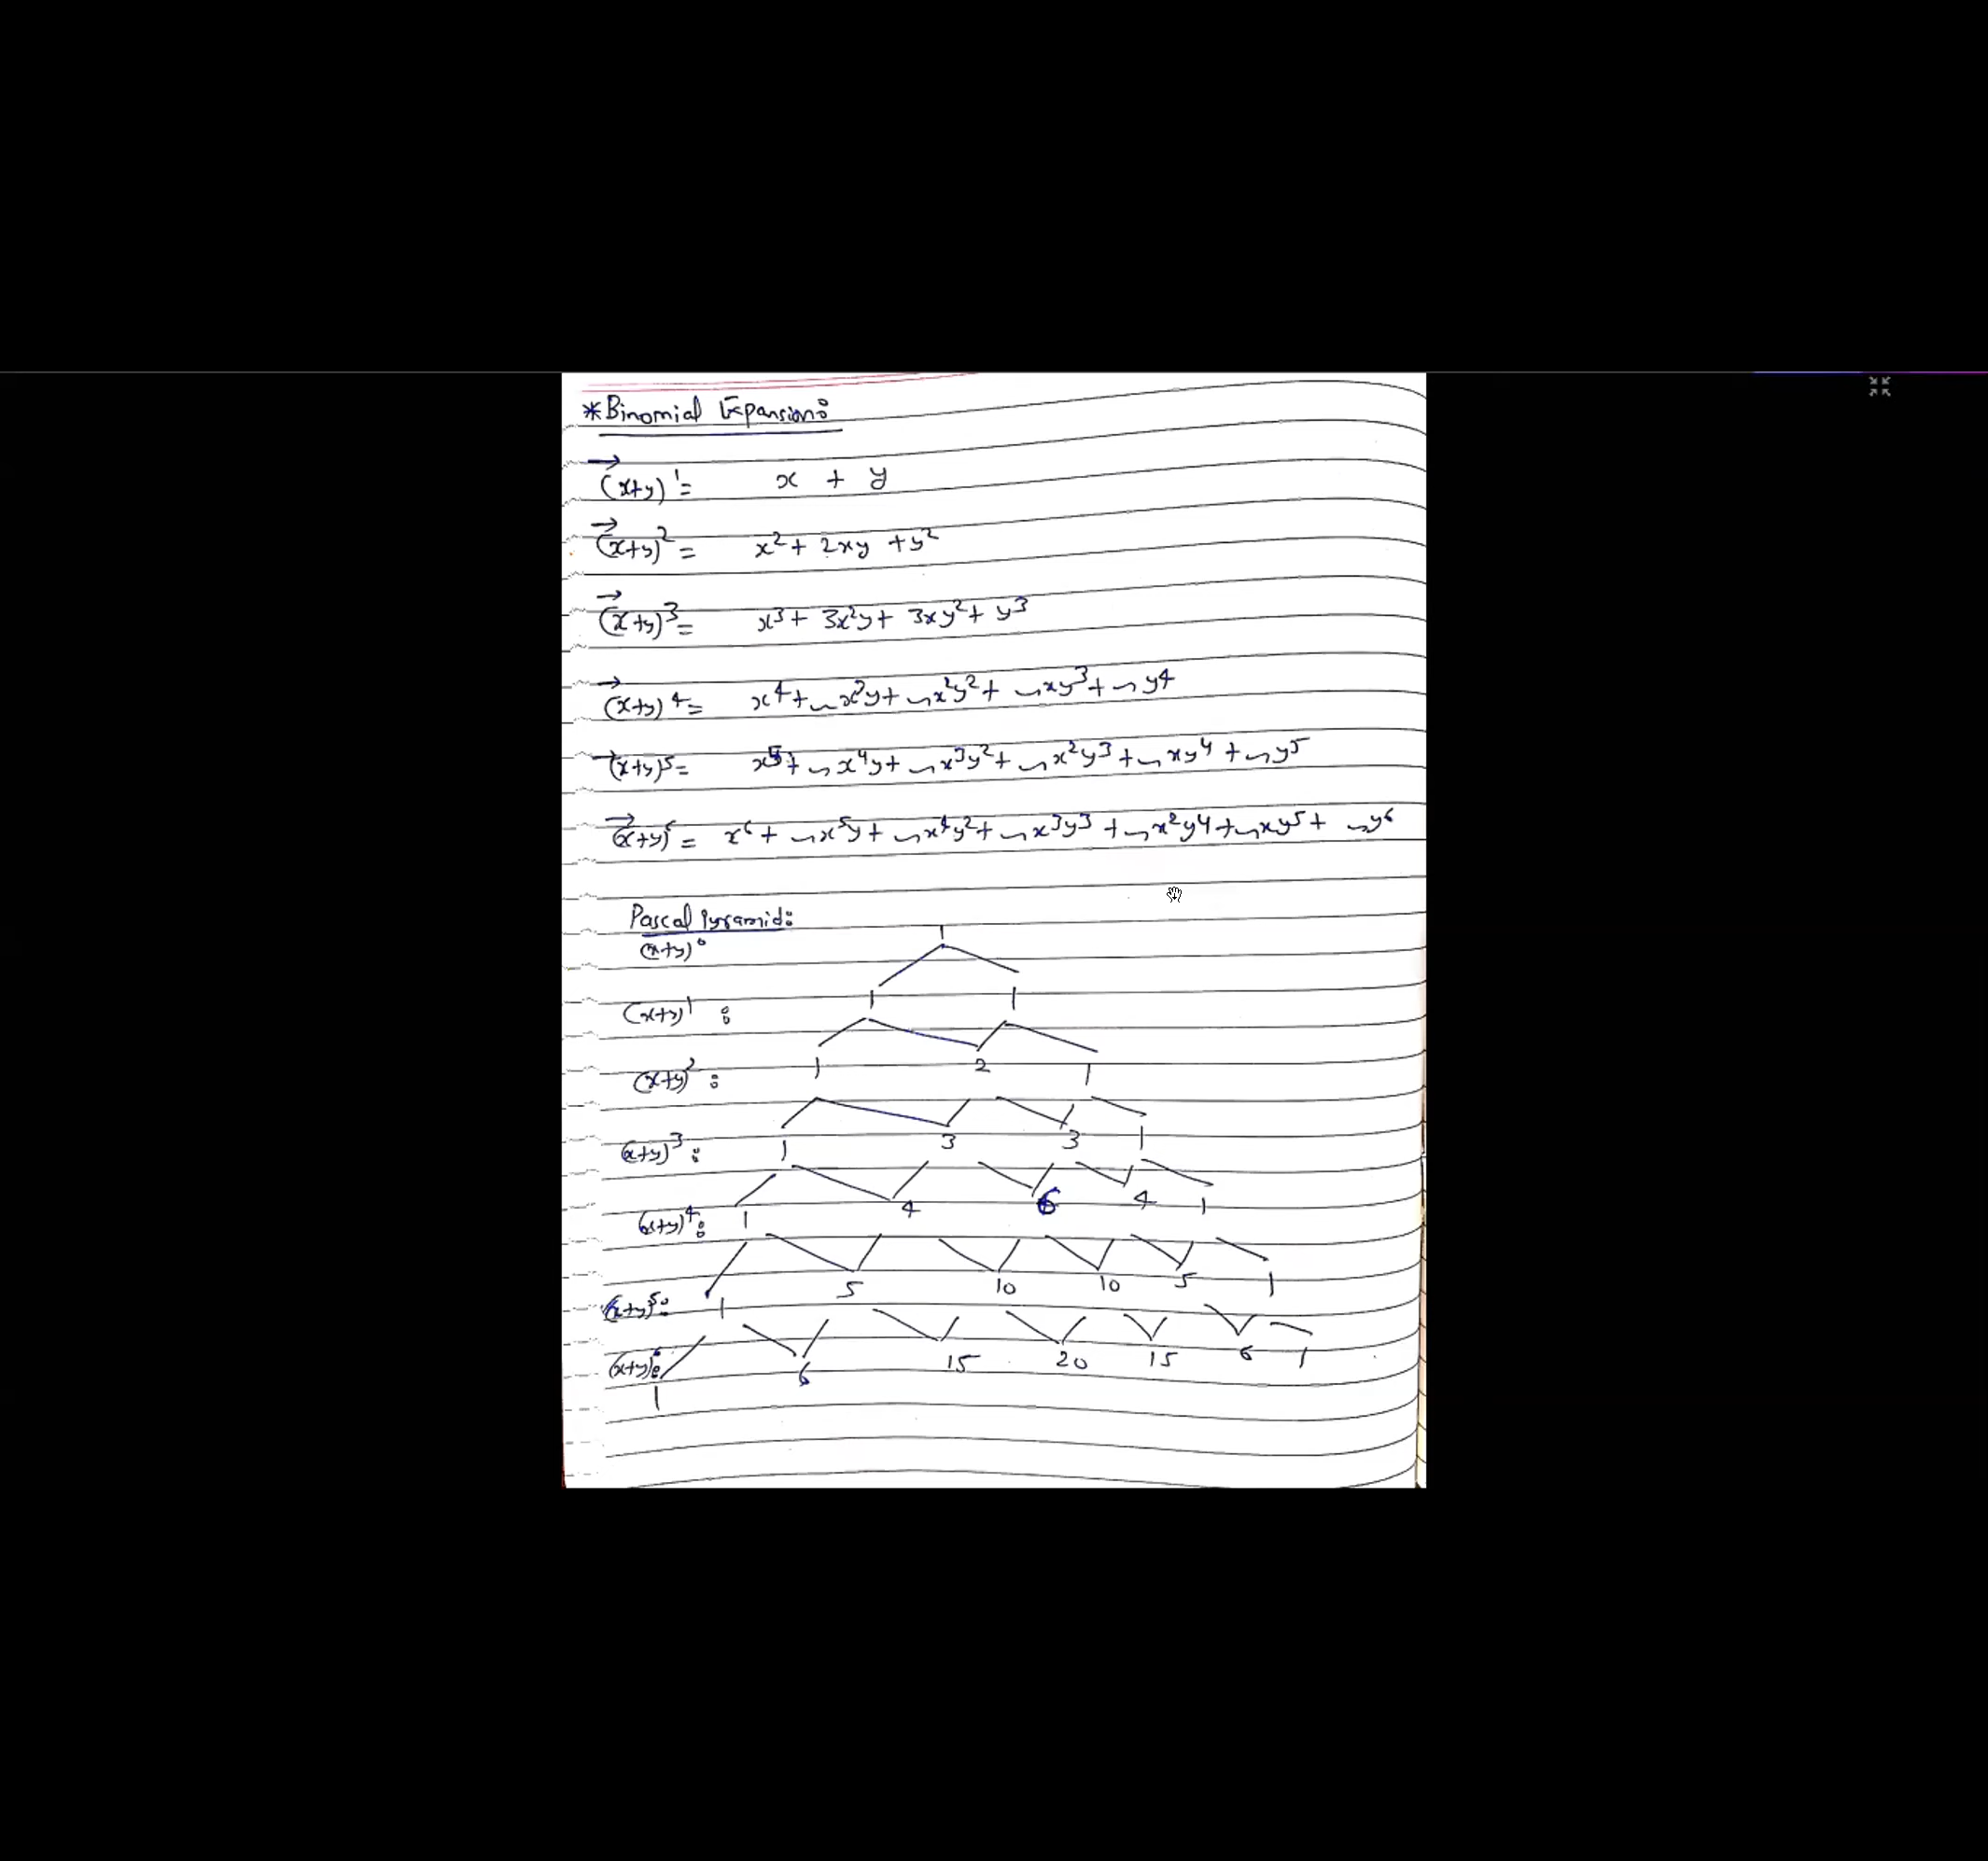 *Binomial Expansion:
(x+y)¹ = x + y
(x+y)² = x² + 2xy + y²
(x+y)³ = x³ + 3x²y + 3xy² + y³
(x+y)⁴ = x⁴ + ~x³y + ~x²y² + ~xy³ + ~y⁴
(x+y)⁵ = x⁵ + ~x⁴y + ~x³y² + ~x²y³ + ~xy⁴ + ~y⁵
(x+y)⁶ = x⁶ + ~x⁵y + ~x⁴y² + ~x³y³ + ~x²y⁴ + ~xy⁵ + ~y⁶
Pascal Pyramid:
(x+y)⁰ 1
(x+y)¹ : 1 1
(x+y)² : 1 2 1
(x+y)³ : 1 3 3 1
(x+y)⁴ : 1 4 6 4 1
(x+y)⁵ : 1 5 10 10 5 1
(x+y)⁶ : 1 6 15 20 15 6 1